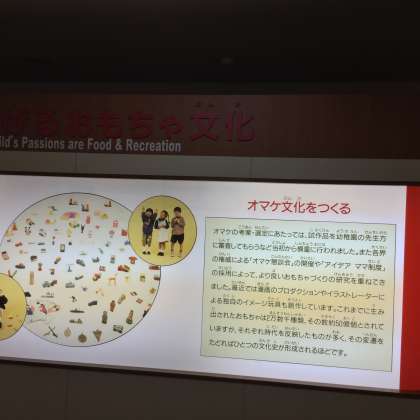 るおもちゃ文化
ild's Passions are Food & Recreation
オマケ文化をつくる
オマケの考案・選定にあたっては、試作品を幼稚園の先生方
に審査してもらうなど当初から慎重に行われました。また各界
の権威による「オマケ懇談会」の開催や「アイデア ママ制度」
の採用によって、より良いおもちゃづくりの研究を重ねてき
ました。最近では漫画のプロダクションやイラストレーターに
よる独自のイメージ玩具も創作しています。これまでに生み
出されたおもちゃは2万数千種類、その数約50億個とされて
いますが、それぞれ時代を反映したものが多く、その変遷を
たどればひとつの文化史が形成されるほどです。